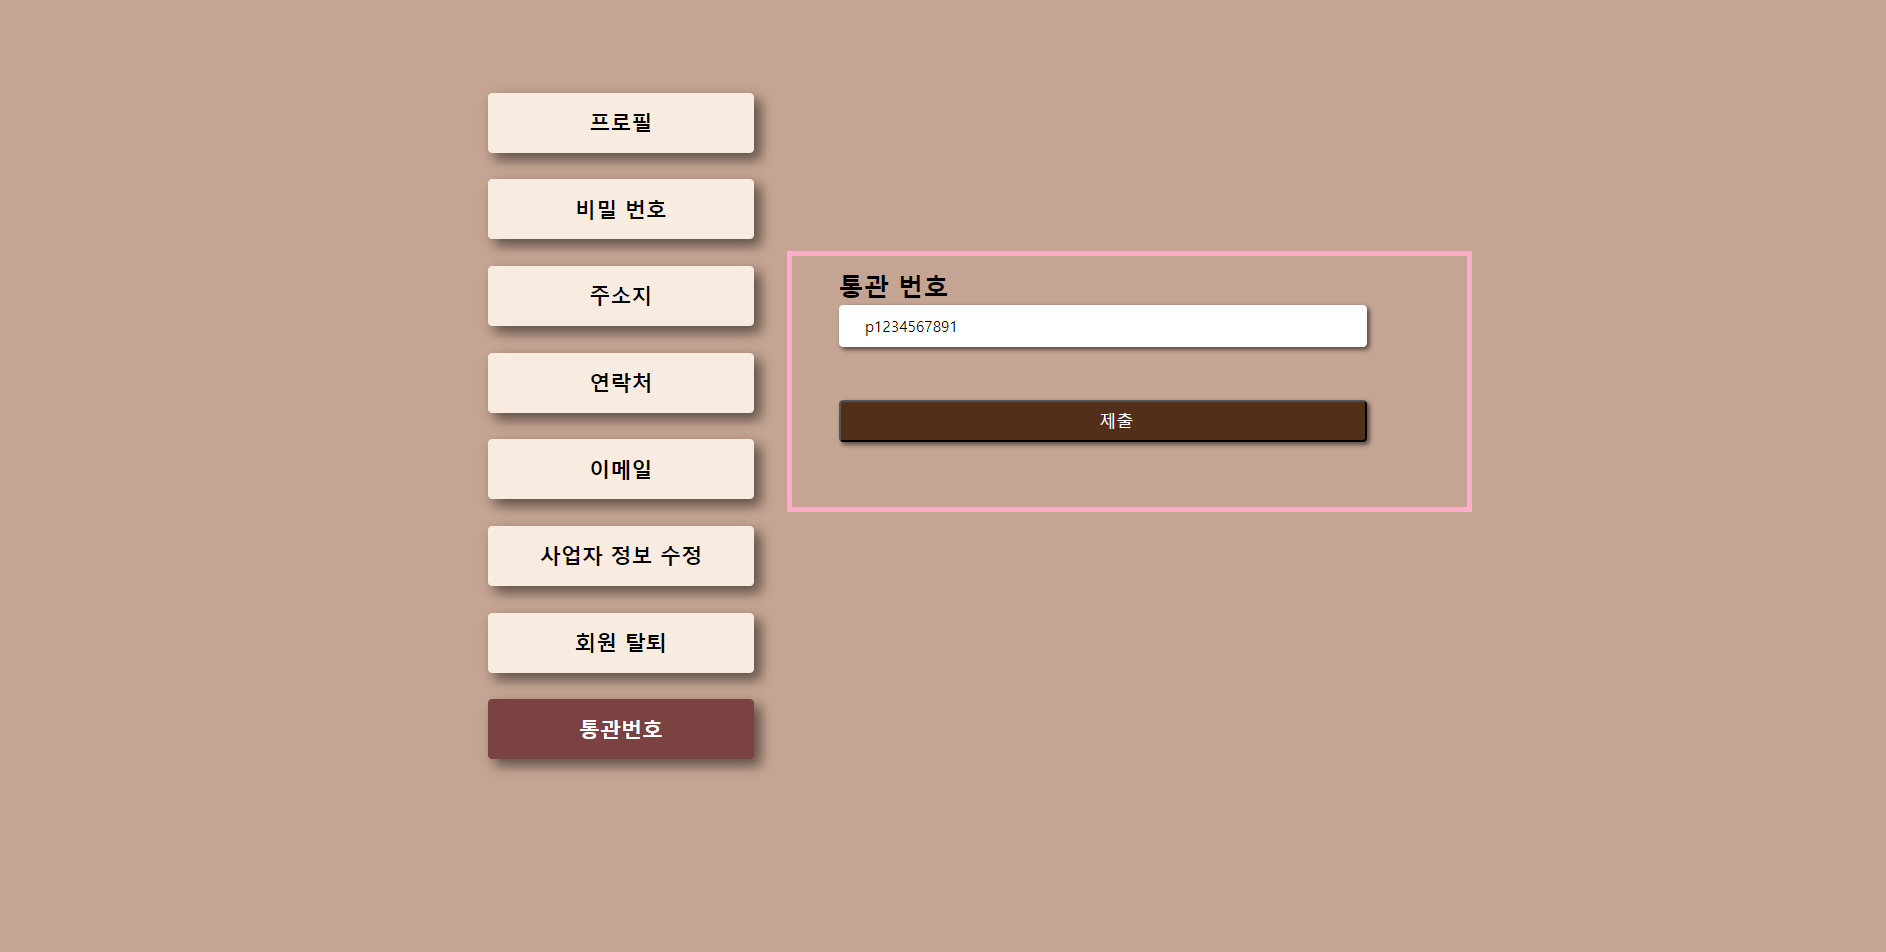 프로필
비밀 번호
주소지
연락처
이메일
사업자 정보 수정
회원 탈퇴
통관번호
통관 번호
p1234567891
제출